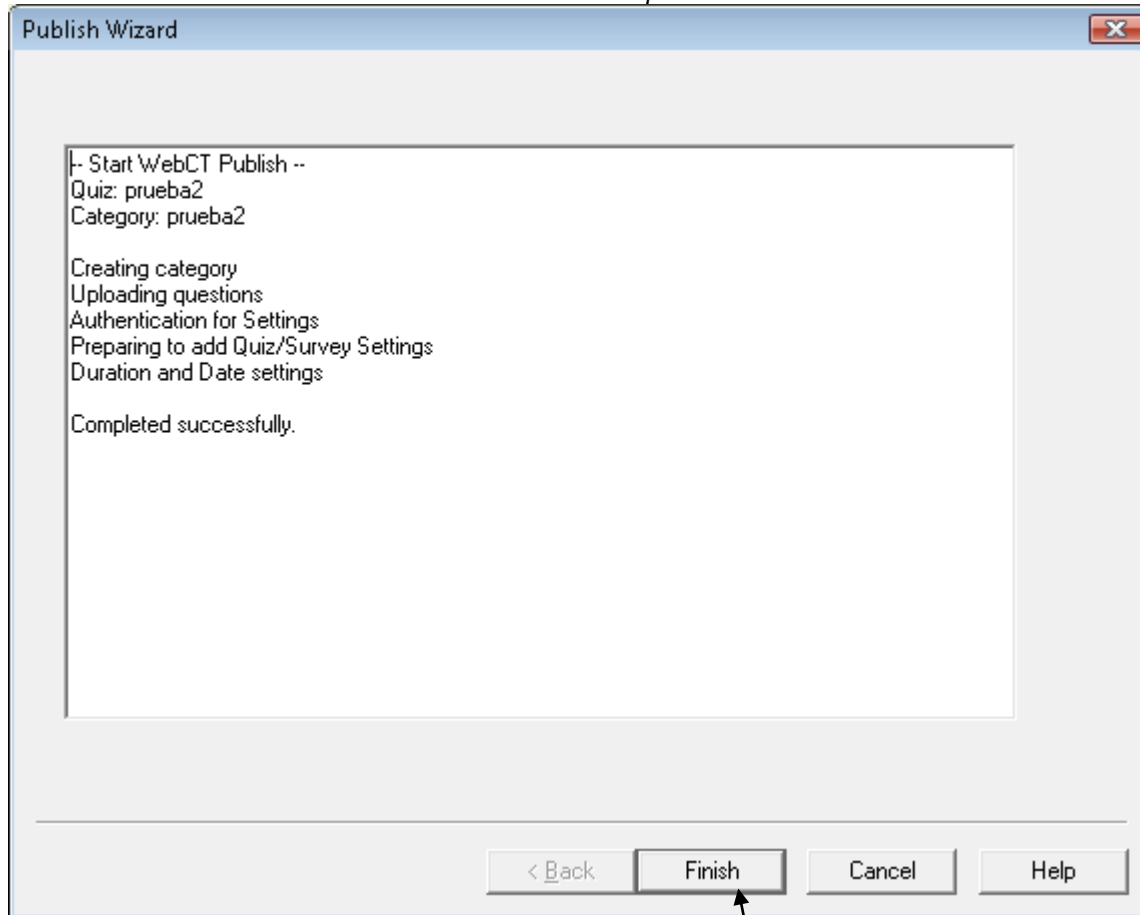 Publish Wizard
-- Start WebCT Publish --
Quiz: prueba2
Category: prueba2
Creating category
Uploading questions
Authentication for Settings
Preparing to add Quiz/Survey Settings
Duration and Date settings
Completed successfully.
< Back
Finish
Cancel
Help